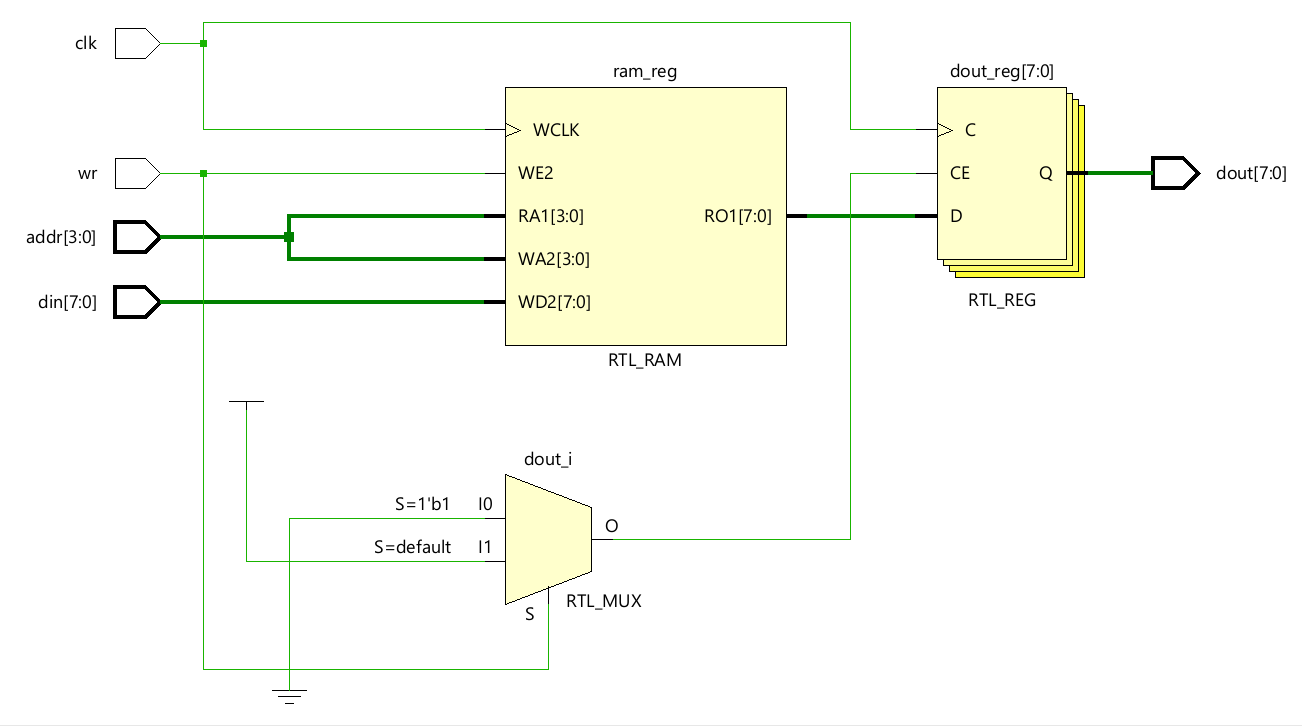 clk
ram_reg
dout_reg[7:0]
WCLK
C
wr
WE2
CE
Q
dout[7:0]
addr[3:0]
RA1[3:0]
RO1[7:0]
D
WA2[3:0]
din[7:0]
WD2[7:0]
RTL_REG
RTL_RAM
dout_i
S=1'b1
I0
O
S=default
I1
S
RTL_MUX